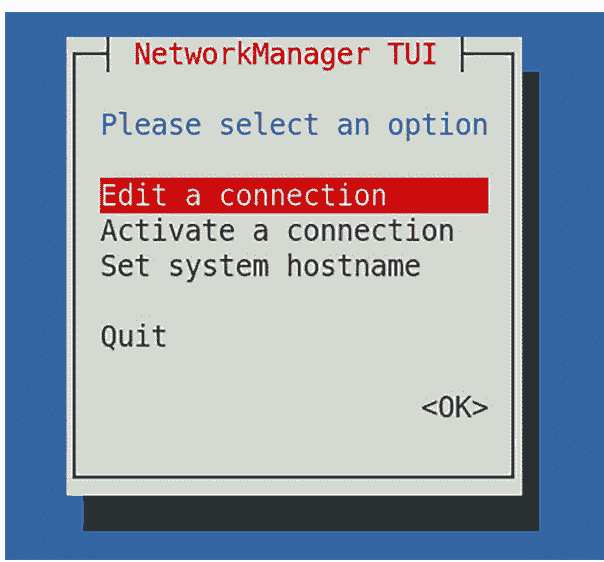 NetworkManager TUI
Please select an option
Edit a connection
Activate a connection
Set system hostname
Quit
<OK>